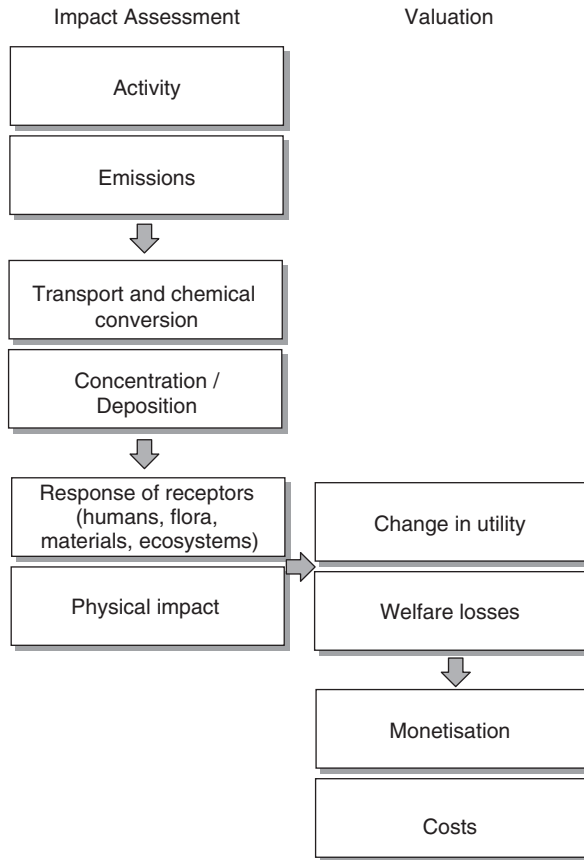 Impact Assessment
Valuation
Activity
Emissions
Transport and chemical
conversion
Concentration /
Deposition
Response of receptors
(humans, flora,
materials, ecosystems)
Physical impact
Change in utility
Welfare losses
Monetisation
Costs